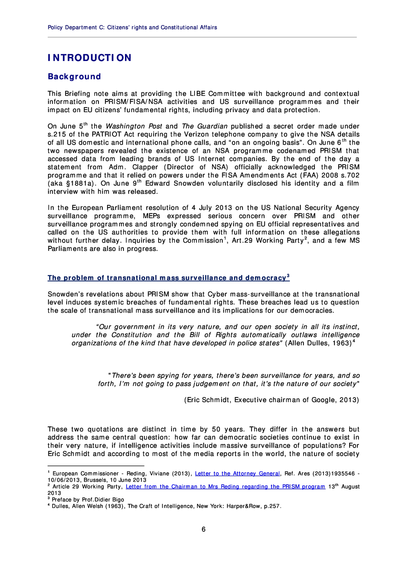 Policy Department C: Citizens' rights and Constitutional Affairs
INTRODUCTION
Background
This Briefing note aims at providing the LIBE Committee with background and contextual
information on PRISM/FISA/NSA activities and US surveillance programmes and their
impact on EU citizens' fundamental rights, including privacy and data protection.
On June 5th the Washington Post and The Guardian published a secret order made under
s.215 of the PATRIOT Act requiring the Verizon telephone company to give the NSA details
of all US domestic and international phone calls, and "on an ongoing basis". On June 6th the
two newspapers revealed the existence of an NSA programme codenamed PRISM that
accessed data from leading brands of US Internet companies. By the end of the day a
statement from Adm. Clapper (Director of NSA) officially acknowledged the PRISM
programme and that it relied on powers under the FISA Amendments Act (FAA) 2008 s.702
(aka §1881a). On June 9th Edward Snowden voluntarily disclosed his identity and a film
interview with him was released.
In the European Parliament resolution of 4 July 2013 on the US National Security Agency
surveillance programme, MEPs expressed serious concern over PRISM and other
surveillance programmes and strongly condemned spying on EU official representatives and
called on the US authorities to provide them with full information on these allegations
without further delay. Inquiries by the Commission1, Art.29 Working Party2, and a few MS
Parliaments are also in progress.
The problem of transnational mass surveillance and democracy3
Snowden's revelations about PRISM show that Cyber mass-surveillance at the transnational
level induces systemic breaches of fundamental rights. These breaches lead us to question
the scale of transnational mass surveillance and its implications for our democracies.
"Our government in its very nature, and our open society in all its instinct,
under the Constitution and the Bill of Rights automatically outlaws intelligence
organizations of the kind that have developed in police states" (Allen Dulles, 1963)4
"There's been spying for years, there's been surveillance for years, and so
forth, I'm not going to pass judgement on that, it's the nature of our society"
(Eric Schmidt, Executive chairman of Google, 2013)
These two quotations are distinct in time by 50 years. They differ in the answers but
address the same central question: how far can democratic societies continue to exist in
their very nature, if intelligence activities include massive surveillance of populations? For
Eric Schmidt and according to most of the media reports in the world, the nature of society
1 European Commissioner - Reding, Viviane (2013), Letter to the Attorney General, Ref. Ares (2013)1935546 -
10/06/2013, Brussels, 10 June 2013
2 Article 29 Working Party, Letter from the Chairman to Mrs Reding regarding the PRISM program 13th August
2013
3 Preface by Prof.Didier Bigo
4 Dulles, Allen Welsh (1963), The Craft of Intelligence, New York: Harper&Row, p.257.
6